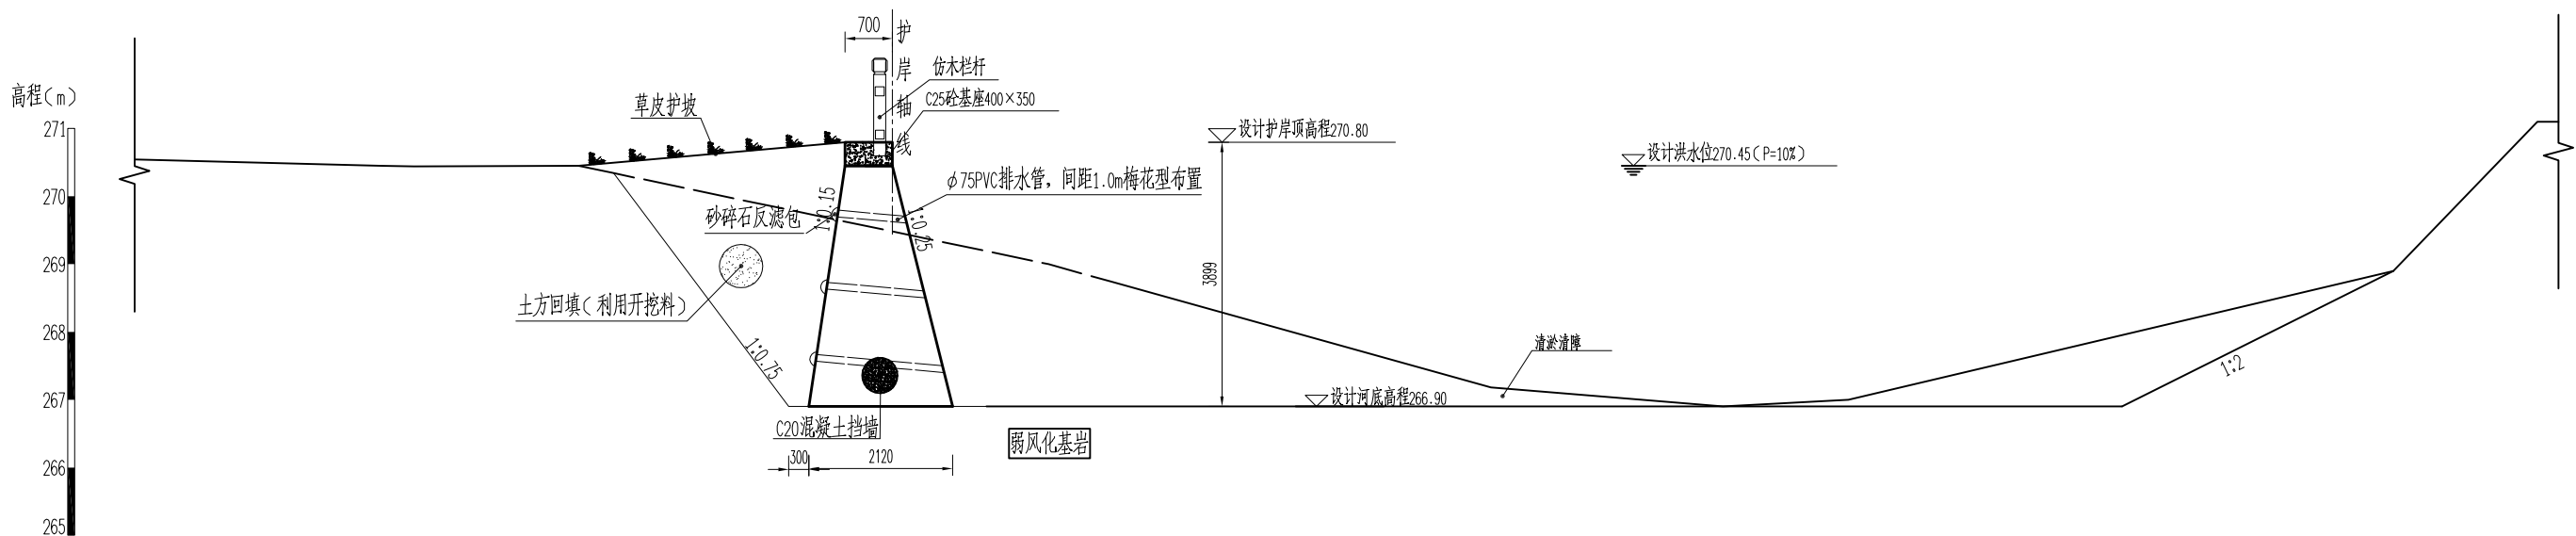 高程(m)
271
270
269
268
267
266
265
草皮护坡
700
护岸轴线
仿木栏杆
C25砼基座400×350
设计护岸顶高程270.80
设计洪水位270.45(P=10%)
φ75PVC排水管，间距1.0m梅花型布置
砂碎石反滤包
1:0.15
1:0.25
土方回填(利用开挖料)
1:0.75
3899
清淤清障
设计河底高程266.90
1:2
C20混凝土挡墙
弱风化基岩
300
2120